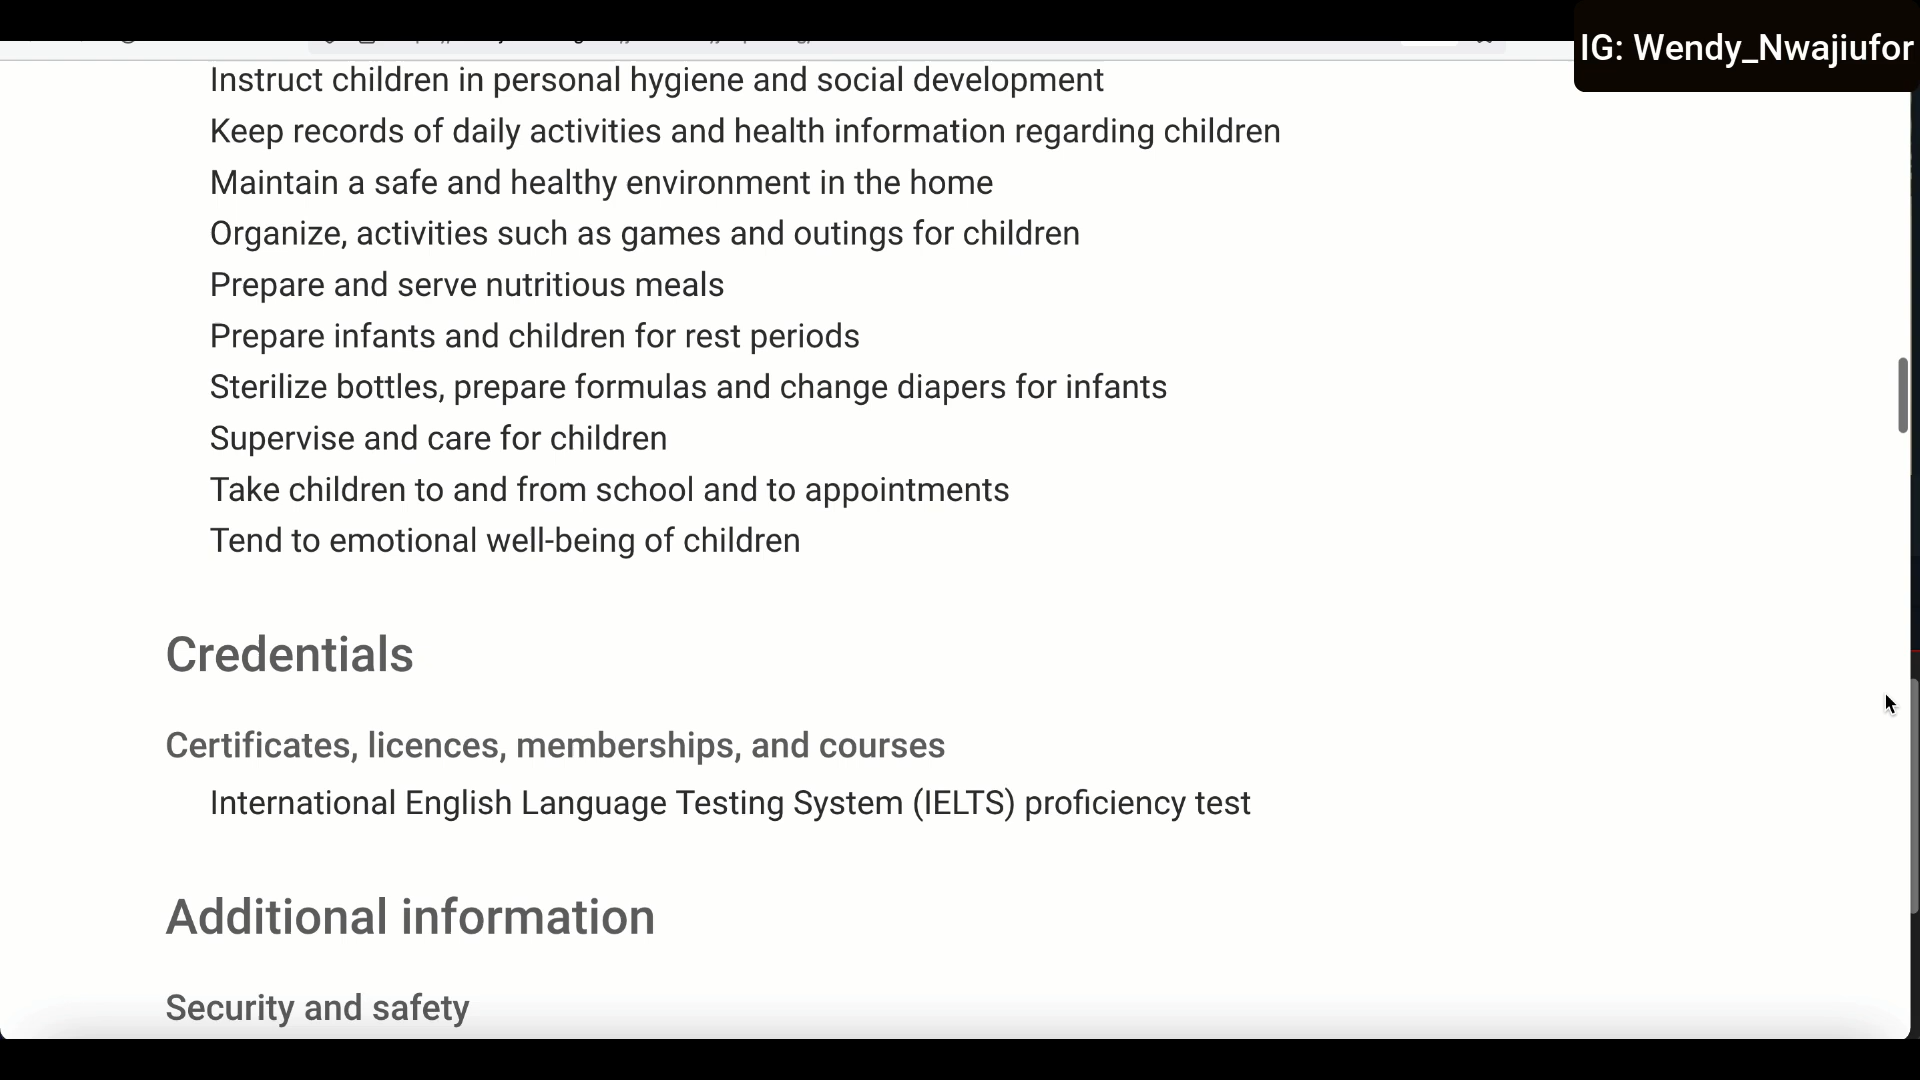 IG: Wendy_Nwajiufor
Instruct children in personal hygiene and social development
Keep records of daily activities and health information regarding children
Maintain a safe and healthy environment in the home
Organize, activities such as games and outings for children
Prepare and serve nutritious meals
Prepare infants and children for rest periods
Sterilize bottles, prepare formulas and change diapers for infants
Supervise and care for children
Take children to and from school and to appointments
Tend to emotional well-being of children
Credentials
Certificates, licences, memberships, and courses
International English Language Testing System (IELTS) proficiency test
Additional information
Security and safety